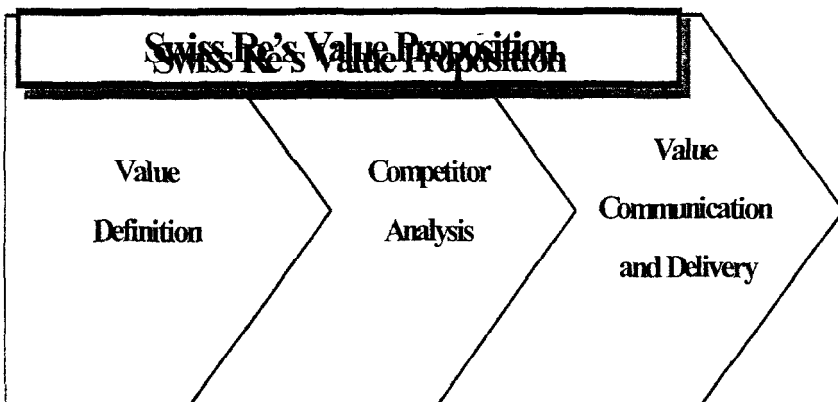 Swiss Re's Value Proposition
Value
Definition
Competitor
Analysis
Value
Communication
and Delivery